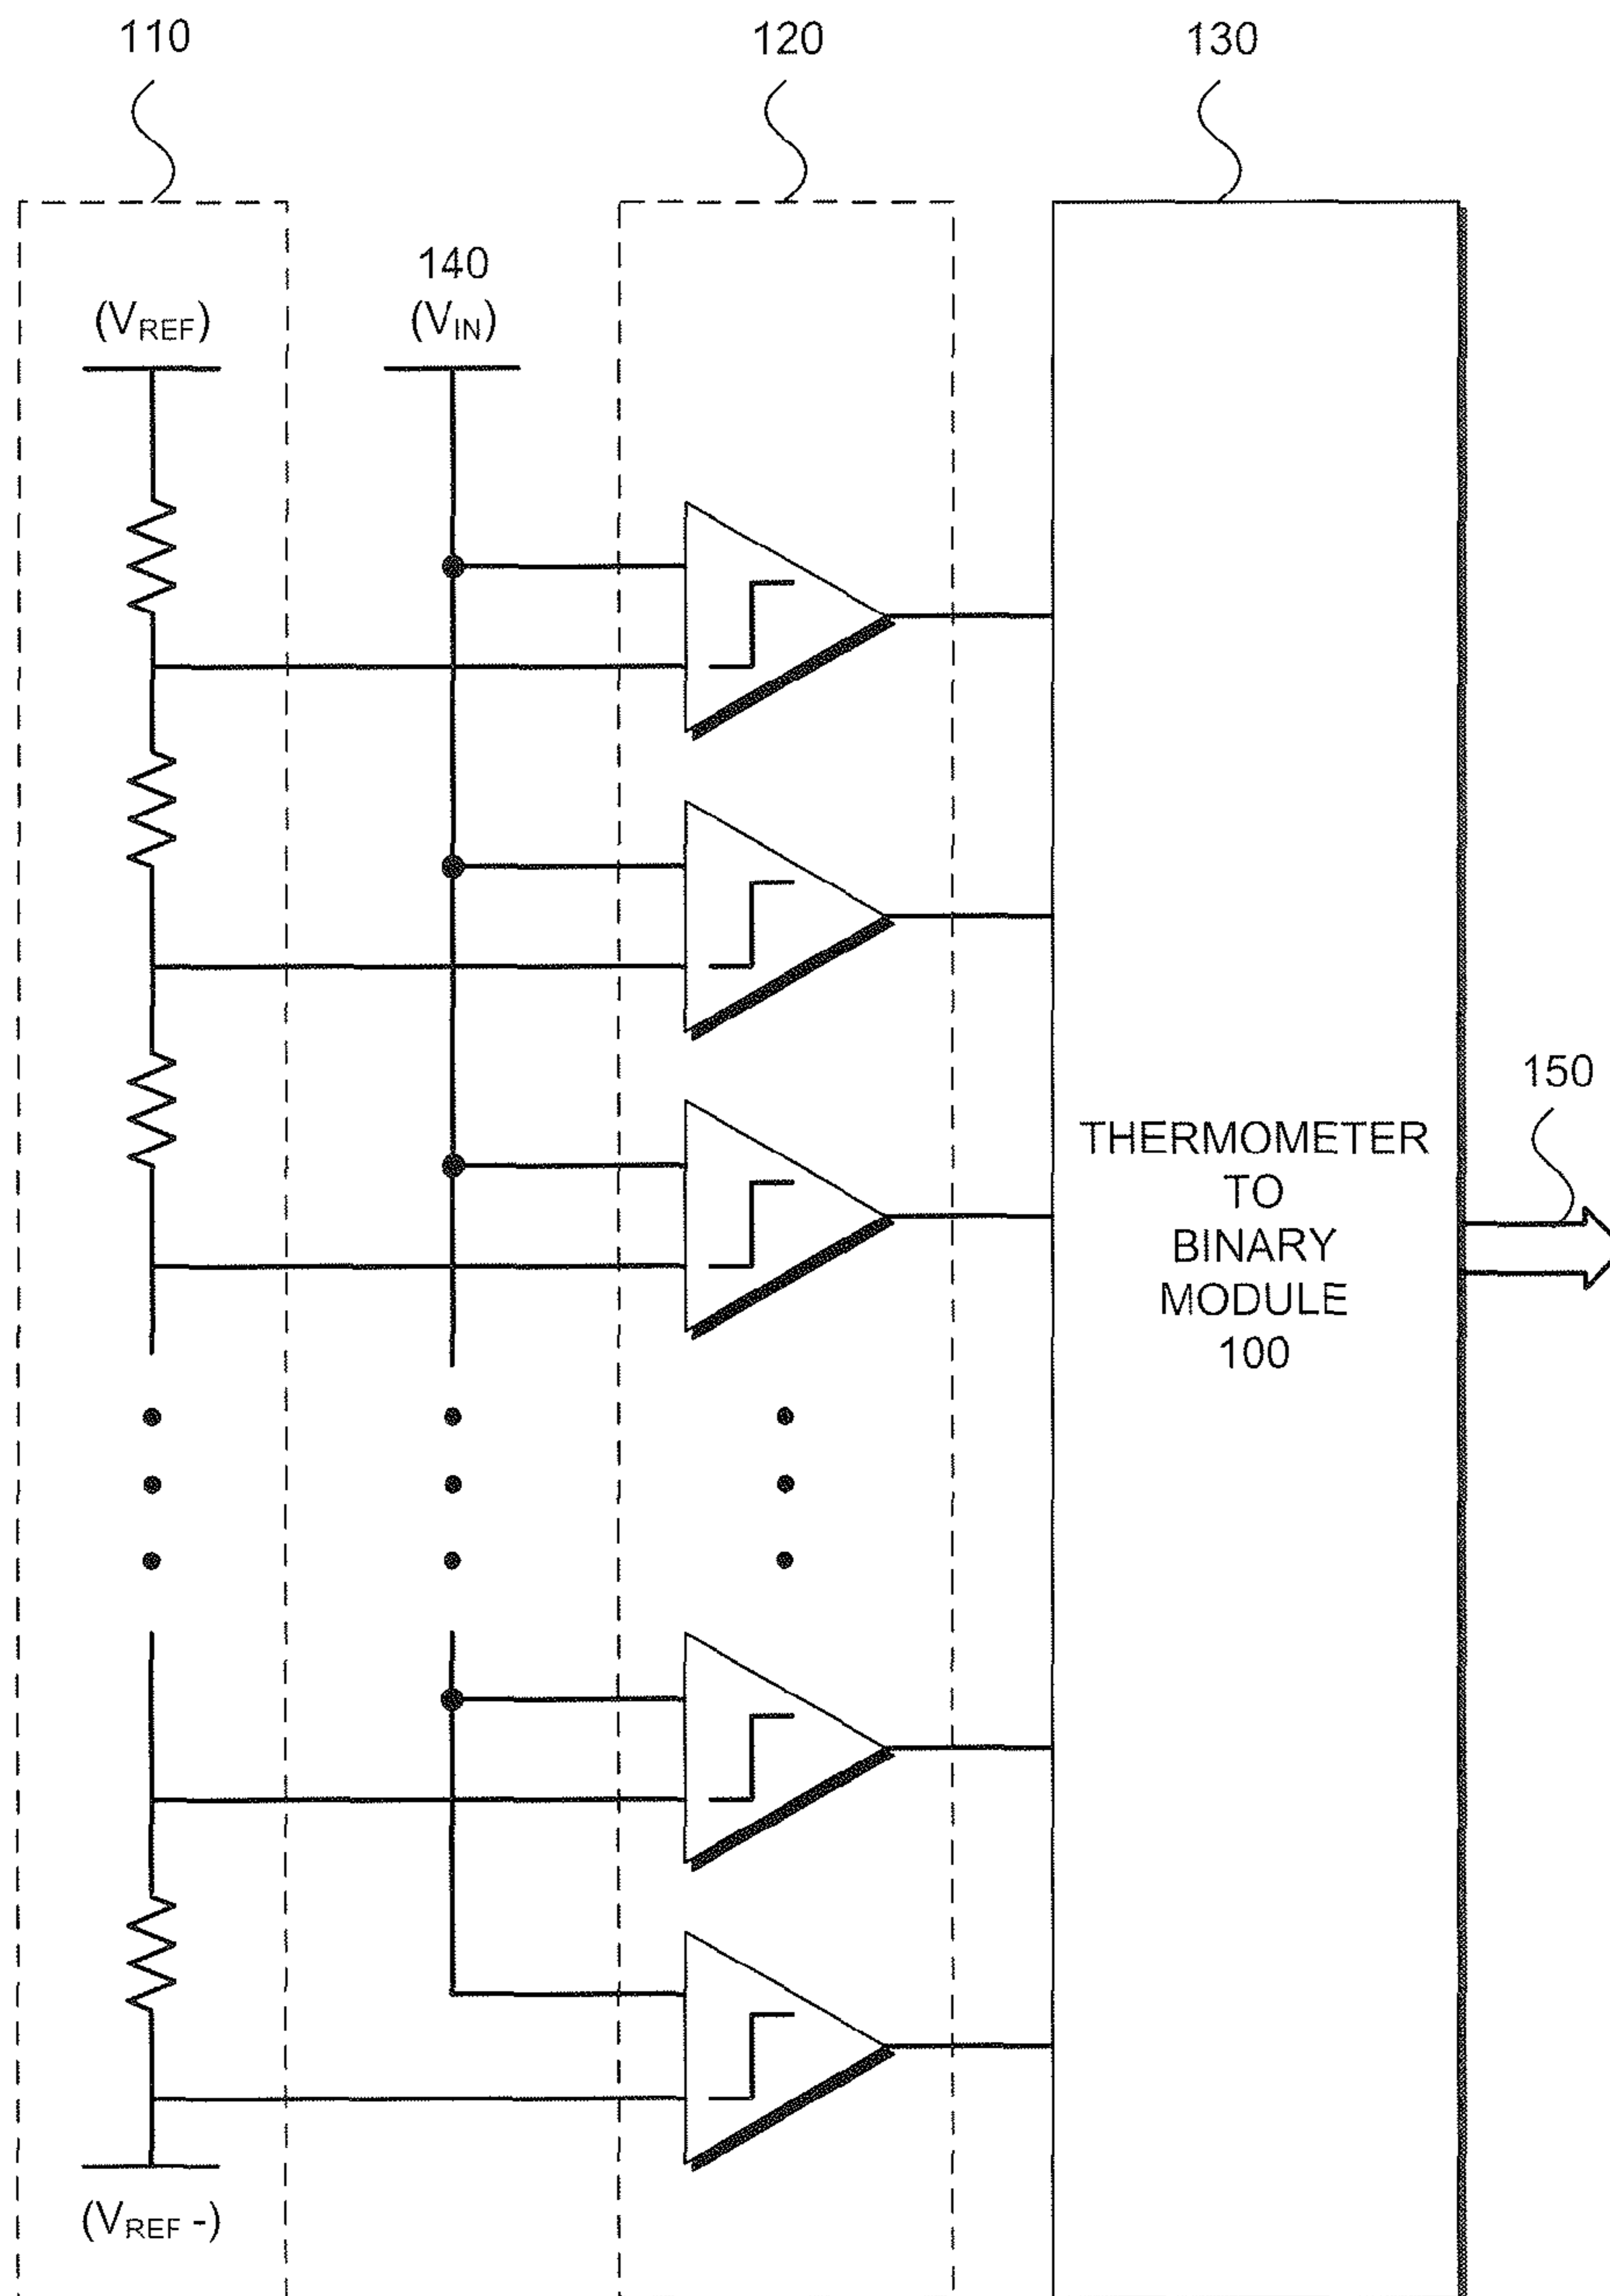 110
120
130
140
(VREF)
(VIN)
150
THERMOMETER
TO
BINARY
MODULE
100
(VREF -)